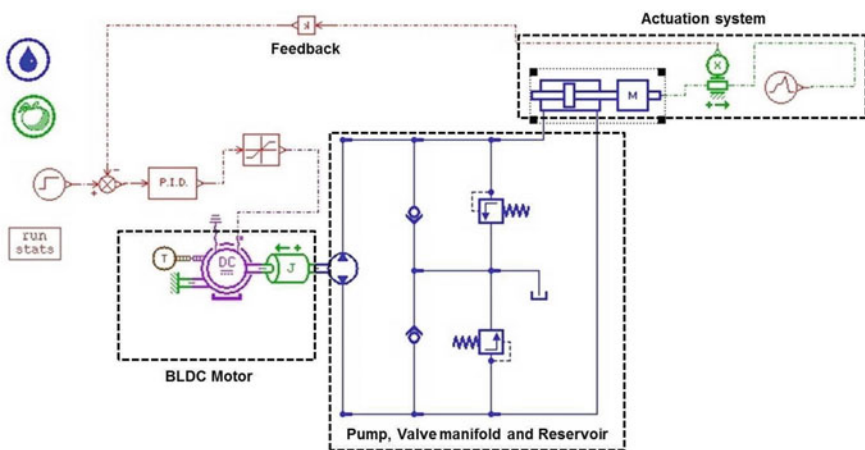 Actuation system
Feedback
K
X
M
+
-
P.I.D.
run
stats
T
DC
+
J
BLDC Motor
Pump, Valve manifold and Reservoir